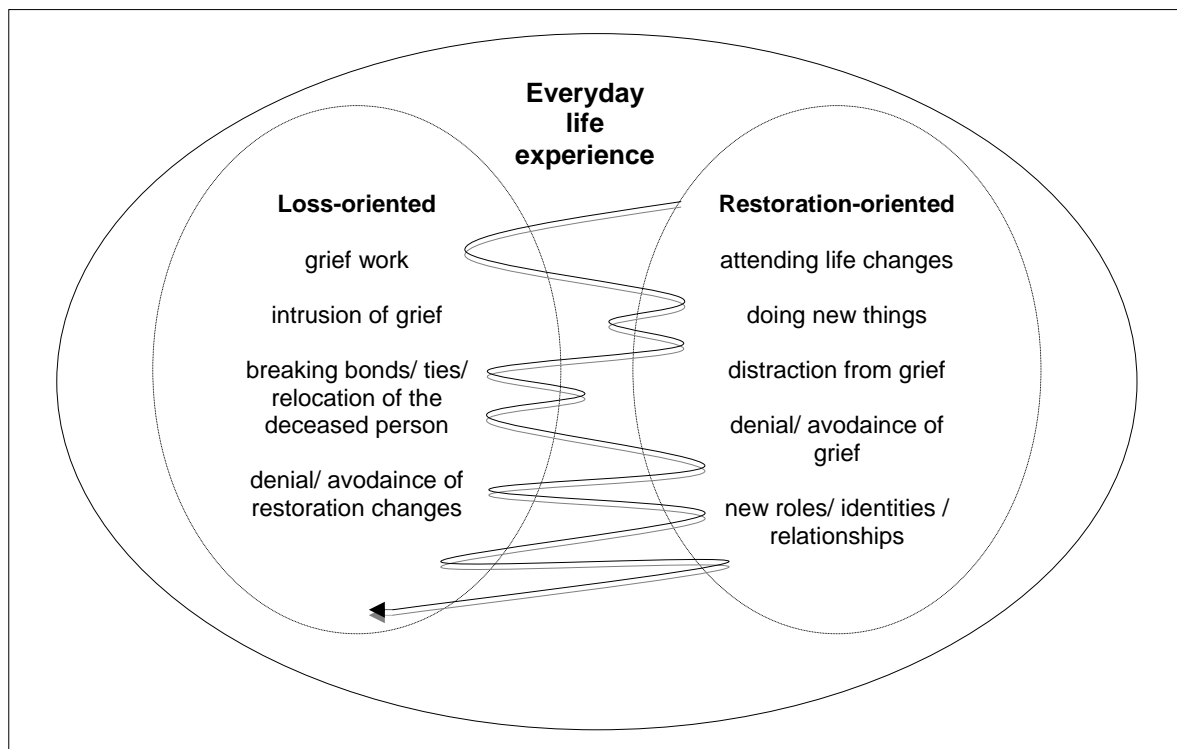 Everyday
life
experience
Loss-oriented
grief work
intrusion of grief
breaking bonds/ ties/
relocation of the
deceased person
denial/ avodaince of
restoration changes
Restoration-oriented
attending life changes
doing new things
distraction from grief
denial/ avodaince of
grief
new roles/ identities /
relationships